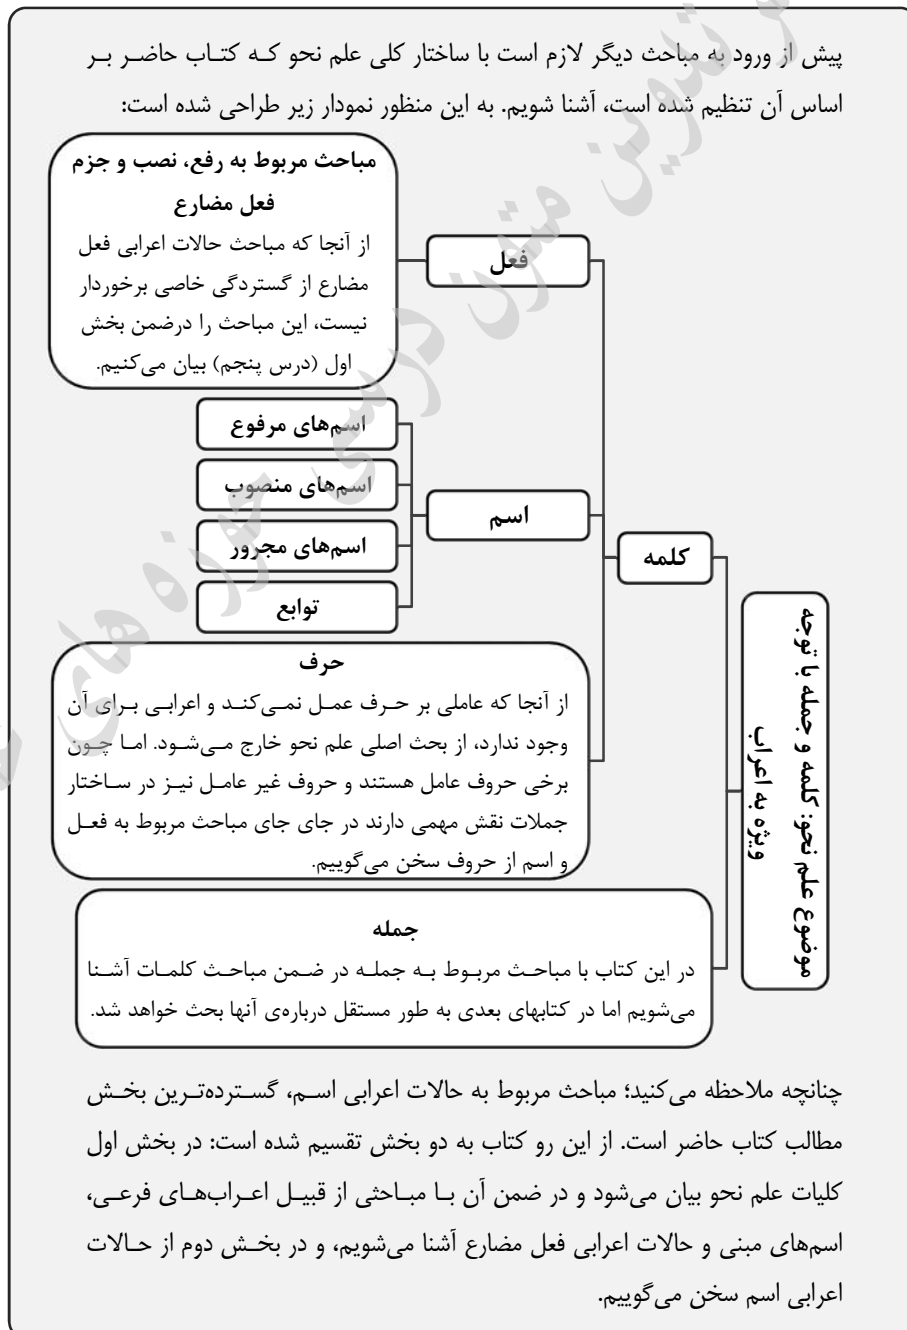 پیش از ورود به مباحث دیگر لازم است با ساختار کلی علم نحو که کتاب حاضر بر
اساس آن تنظیم شده است، آشنا شویم. به این منظور نمودار زیر طراحی شده است:
موضوع علم نحو: کلمه و جمله با توجه
ویژه به اعراب
کلمه
فعل
مباحث مربوط به رفع، نصب و جزم
فعل مضارع
از آنجا که مباحث حالات اعرابی فعل
مضارع از گستردگی خاصی برخوردار
نیست، این مباحث را درضمن بخش
اول (درس پنجم) بیان می‌کنیم.
اسم
اسم‌های مرفوع
اسم‌های منصوب
اسم‌های مجرور
توابع
حرف
از آنجا که عاملی بر حرف عمل نمی‌کند و اعرابی برای آن
وجود ندارد، از بحث اصلی علم نحو خارج می‌شود. اما چون
برخی حروف عامل هستند و حروف غیر عامل نیز در ساختار
جملات نقش مهمی دارند در جای جای مباحث مربوط به فعل
و اسم از حروف سخن می‌گوییم.
جمله
در این کتاب با مباحث مربوط به جمله در ضمن مباحث کلمات آشنا
می‌شویم اما در کتابهای بعدی به طور مستقل درباره‌ی آنها بحث خواهد شد.
چنانچه ملاحظه می‌کنید؛ مباحث مربوط به حالات اعرابی اسم، گسترده‌ترین بخش
مطالب کتاب حاضر است. از این رو کتاب به دو بخش تقسیم شده است: در بخش اول
کلیات علم نحو بیان می‌شود و در ضمن آن با مباحثی از قبیل اعراب‌های فرعی،
اسم‌های مبنی و حالات اعرابی فعل مضارع آشنا می‌شویم، و در بخش دوم از حالات
اعرابی اسم سخن می‌گوییم.
تدوین متون درسی حوزه های